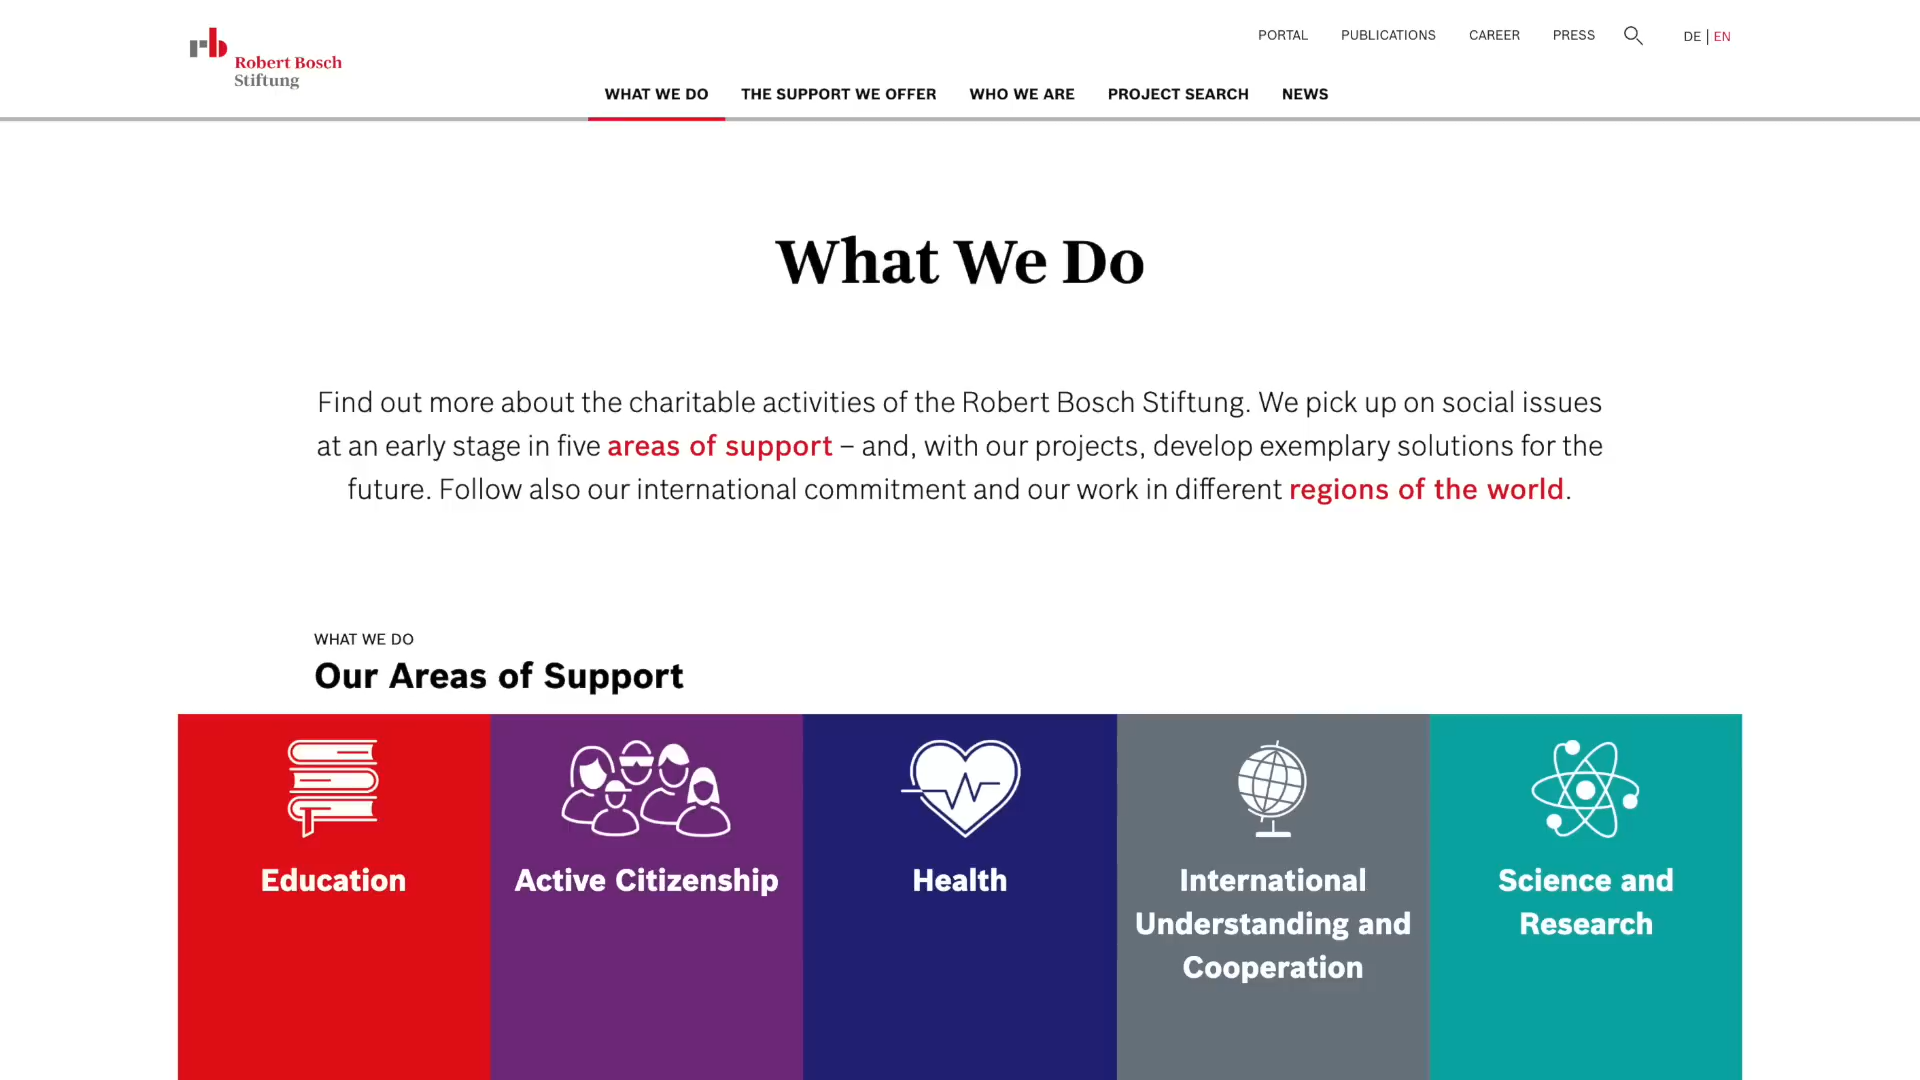 Robert Bosch
Stiftung
PORTAL PUBLICATIONS CAREER PRESS DE | EN
WHAT WE DO THE SUPPORT WE OFFER WHO WE ARE PROJECT SEARCH NEWS
What We Do
Find out more about the charitable activities of the Robert Bosch Stiftung. We pick up on social issues
at an early stage in five areas of support – and, with our projects, develop exemplary solutions for the
future. Follow also our international commitment and our work in different regions of the world.
WHAT WE DO
Our Areas of Support
Education
Active Citizenship
Health
International
Understanding and
Cooperation
Science and
Research